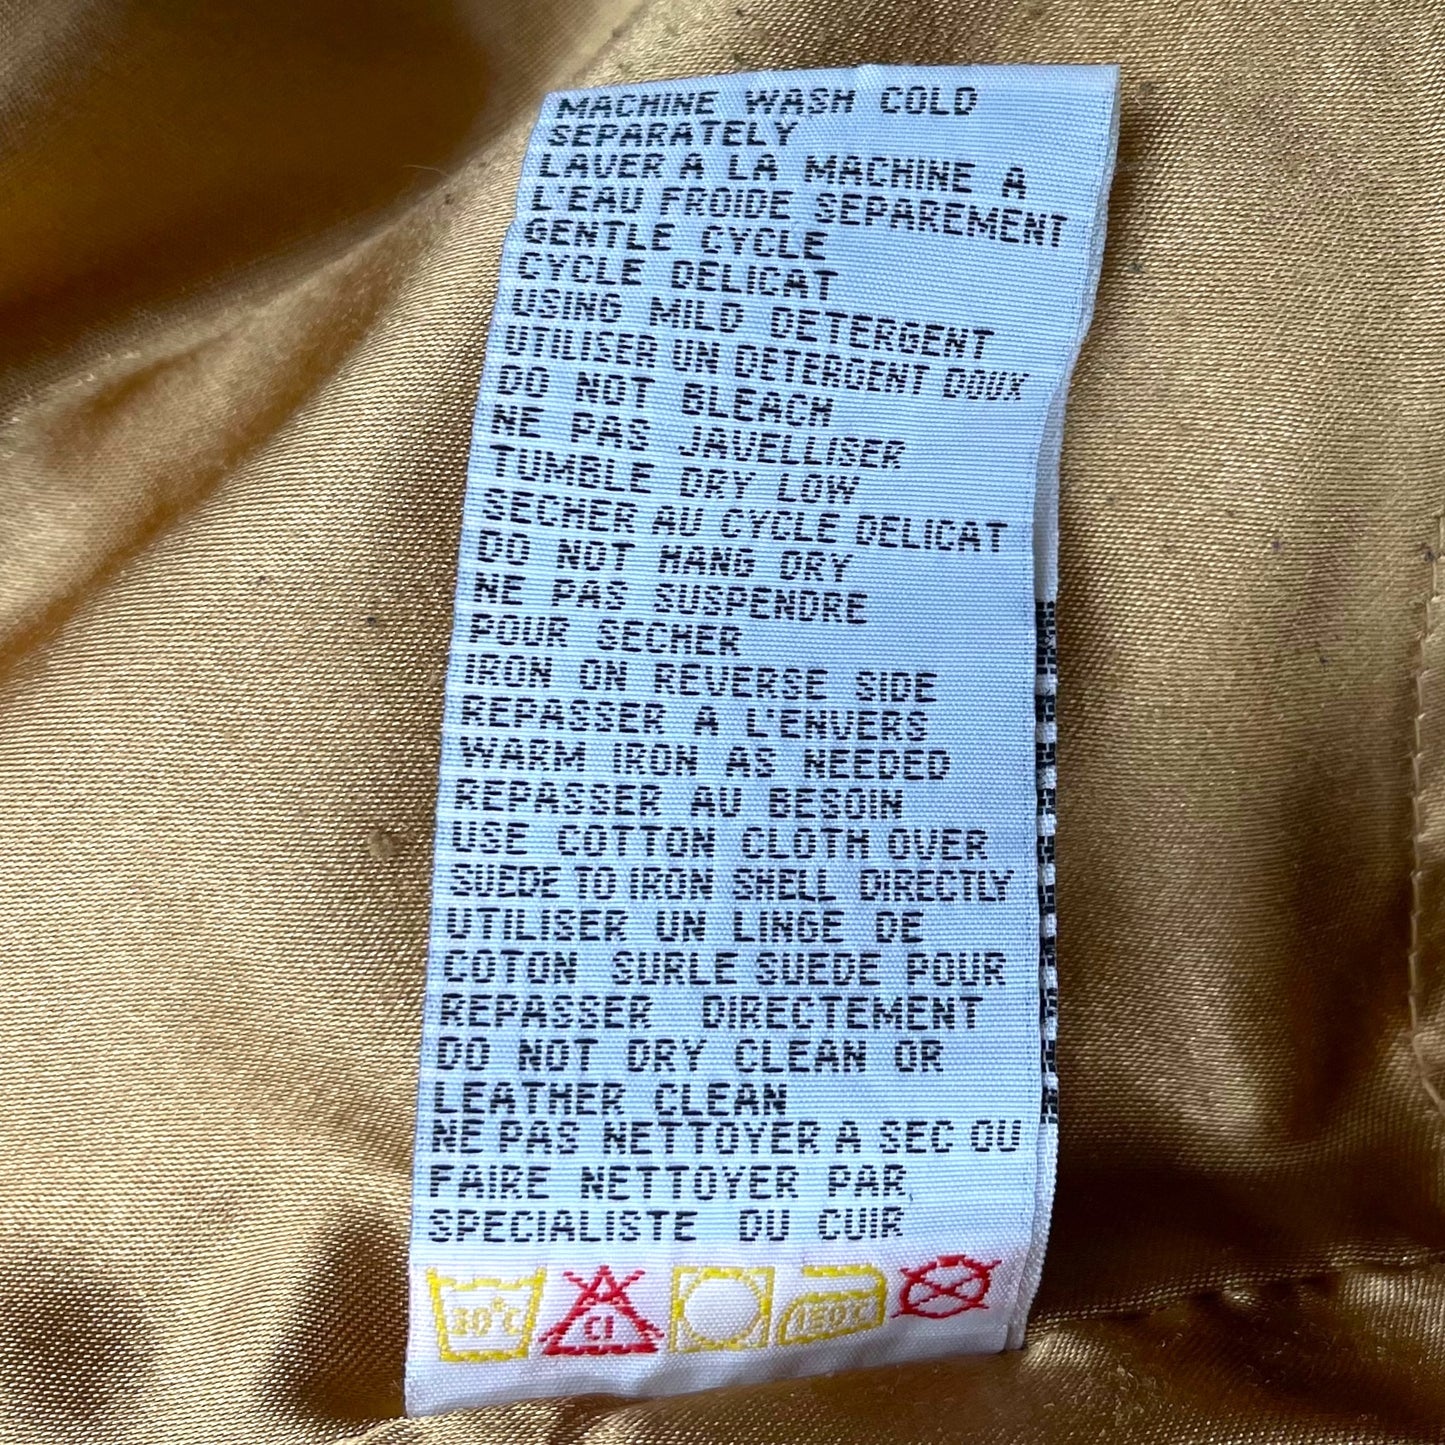 MACHINE WASH COLD
SEPARATELY
LAVER A LA MACHINE A
L'EAU FROIDE SEPAREMENT
GENTLE CYCLE
CYCLE DELICAT
USING MILD DETERGENT
UTILISER UN DETERGENT DOUX
DO NOT BLEACH
NE PAS JAVELLISER
TUMBLE DRY LOW
SECHER AU CYCLE DELICAT
DO NOT HANG DRY
NE PAS SUSPENDRE
POUR SECHER
IRON ON REVERSE SIDE
REPASSER A L'ENVERS
WARM IRON AS NEEDED
REPASSER AU BESOIN
USE COTTON CLOTH OVER
SUEDE TO IRON SHELL DIRECTLY
UTILISER UN LINGE DE
COTON SURLE SUEDE POUR
REPASSER DIRECTEMENT
DO NOT DRY CLEAN OR
LEATHER CLEAN
NE PAS NETTOYER A SEC OU
FAIRE NETTOYER PAR
SPECIALISTE DU CUIR
30°C Cl 150°C